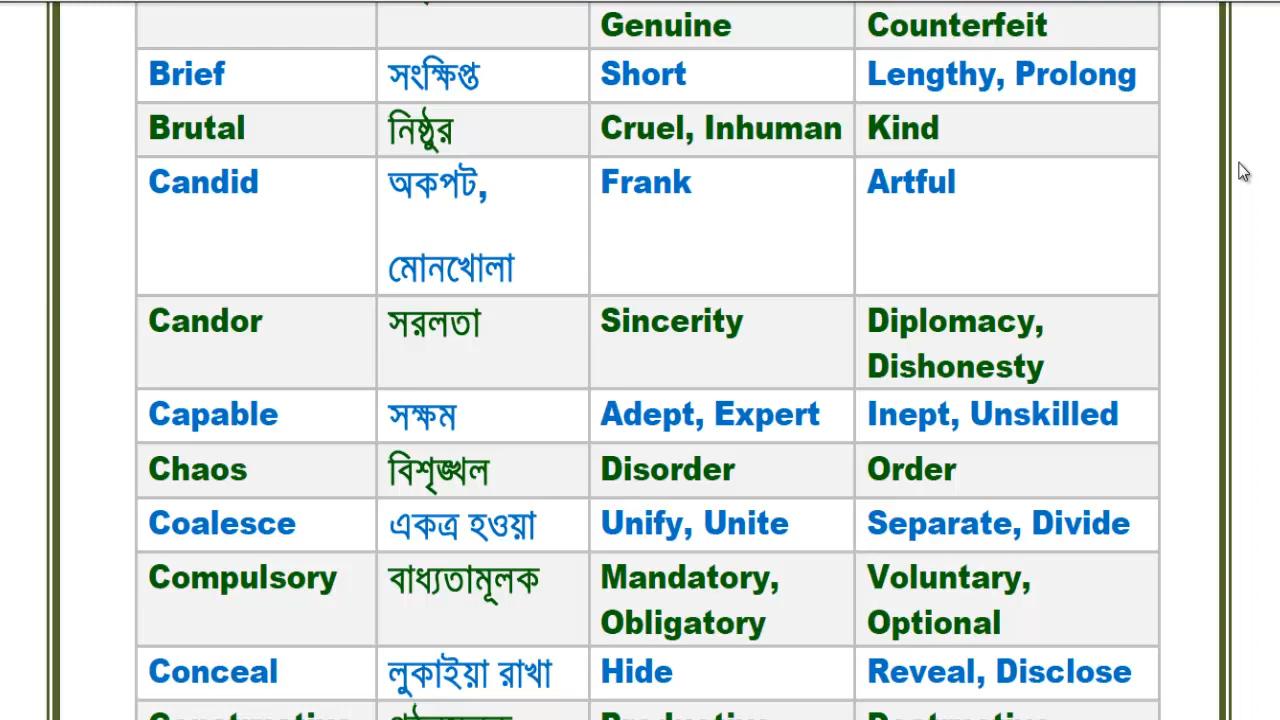 Genuine Counterfeit
Brief সংক্ষিপ্ত Short Lengthy, Prolong
Brutal নিষ্ঠুর Cruel, Inhuman Kind
Candid অকপট, Frank Artful
মোনখোলা
Candor সরলতা Sincerity Diplomacy,
Dishonesty
Capable সক্ষম Adept, Expert Inept, Unskilled
Chaos বিশৃঙ্খল Disorder Order
Coalesce একত্র হওয়া Unify, Unite Separate, Divide
Compulsory বাধ্যতামূলক Mandatory, Voluntary,
Obligatory Optional
Conceal লুকাইয়া রাখা Hide Reveal, Disclose